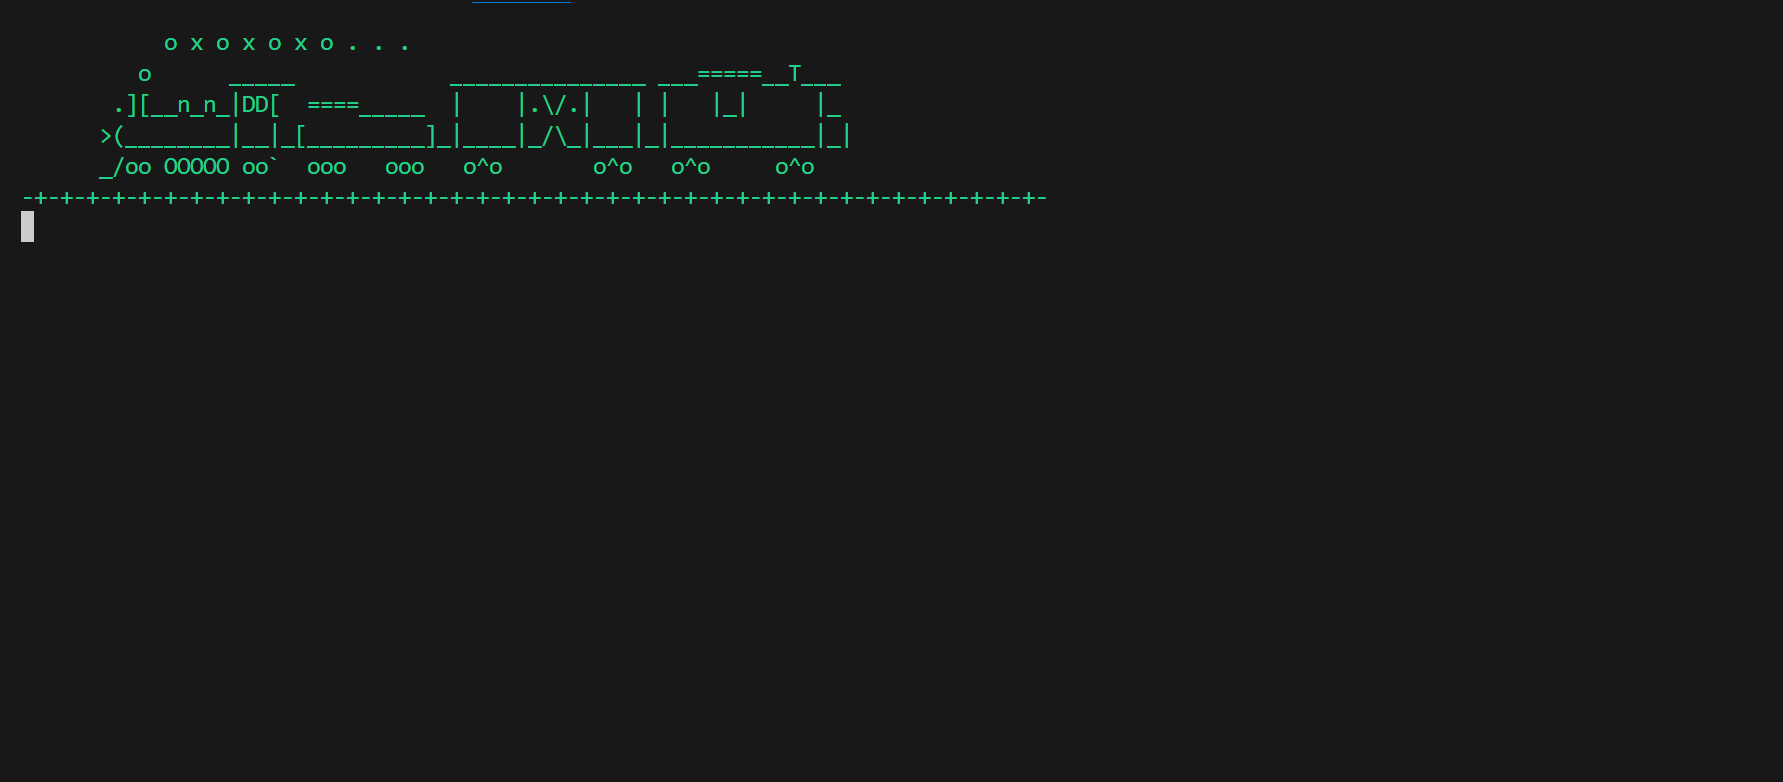 o x o x o x o . . .
         o      _____            _______________ ___=====__T___
       .][__n_n_|DD[  ====_____  |    |.\/.|   | |   |_|     |_
      >(________|__|_[_________]_|____|_/\_|___|_|___________|_|
      _/oo OOOOO oo`  ooo   ooo   o^o       o^o   o^o     o^o
-+-+-+-+-+-+-+-+-+-+-+-+-+-+-+-+-+-+-+-+-+-+-+-+-+-+-+-+-+-+-+-+-+-+-+-+-+-+-+-